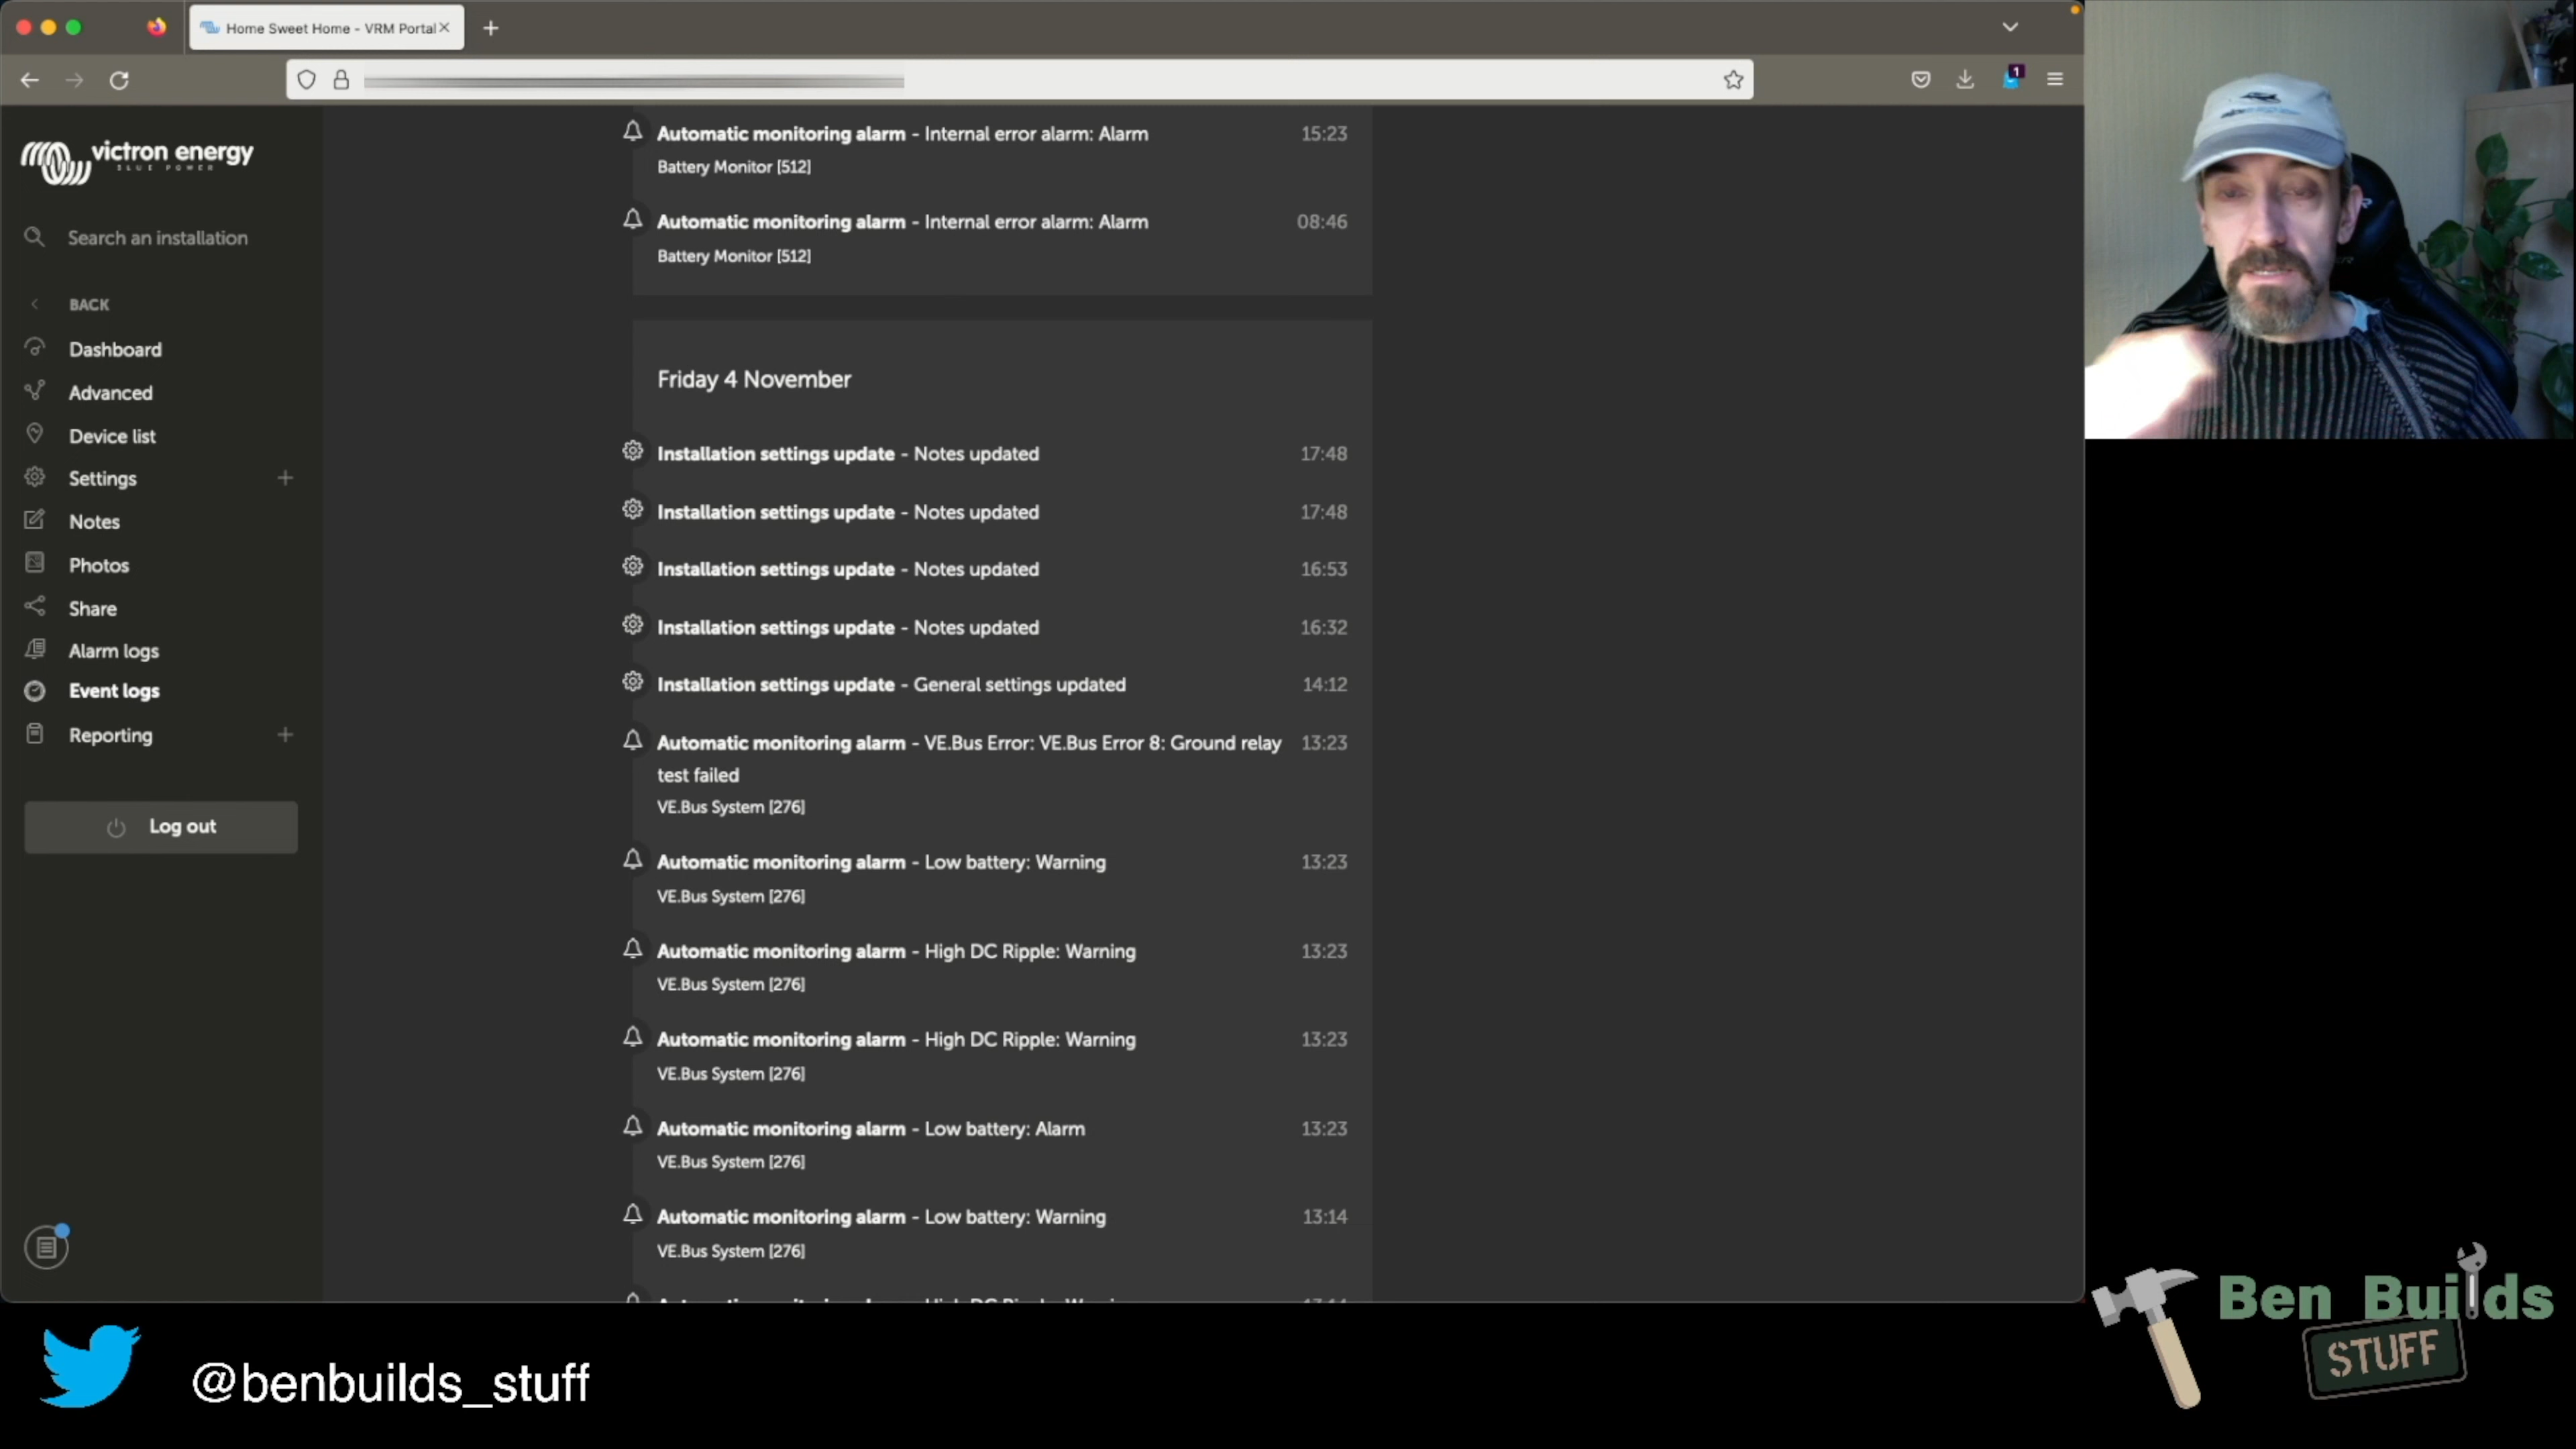 Home Sweet Home - VRM Portal
1
victron energy
BLUE POWER
Search an installation
BACK
Dashboard
Advanced
Device list
Settings
Notes
Photos
Share
Alarm logs
Event logs
Reporting
Log out
Automatic monitoring alarm - Internal error alarm: Alarm 15:23
Battery Monitor [512]
Automatic monitoring alarm - Internal error alarm: Alarm 08:46
Battery Monitor [512]
Friday 4 November
Installation settings update - Notes updated 17:48
Installation settings update - Notes updated 17:48
Installation settings update - Notes updated 16:53
Installation settings update - Notes updated 16:32
Installation settings update - General settings updated 14:12
Automatic monitoring alarm - VE.Bus Error: VE.Bus Error 8: Ground relay 13:23
test failed
VE.Bus System [276]
Automatic monitoring alarm - Low battery: Warning 13:23
VE.Bus System [276]
Automatic monitoring alarm - High DC Ripple: Warning 13:23
VE.Bus System [276]
Automatic monitoring alarm - High DC Ripple: Warning 13:23
VE.Bus System [276]
Automatic monitoring alarm - Low battery: Alarm 13:23
VE.Bus System [276]
Automatic monitoring alarm - Low battery: Warning 13:14
VE.Bus System [276]
@benbuilds_stuff
Ben Builds
STUFF